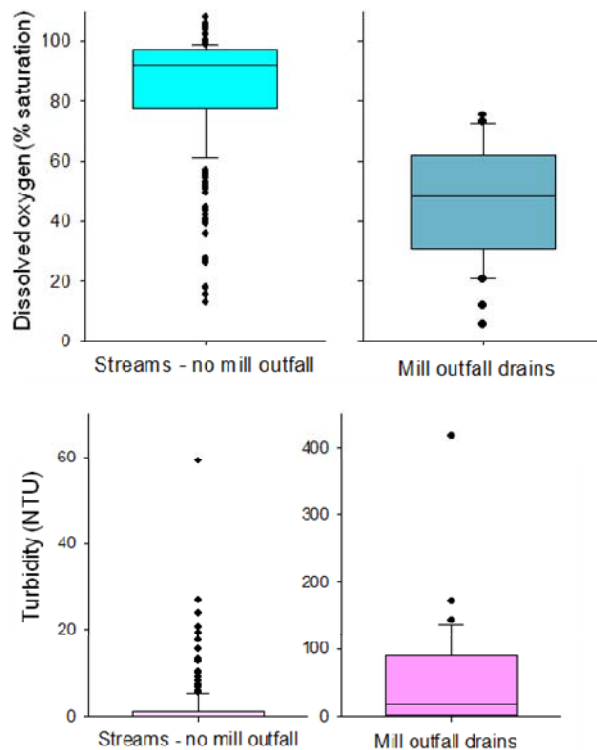 Dissolved oxygen (% saturation)
100
80
60
40
20
0
Streams - no mill outfall
Mill outfall drains
Turbidity (NTU)
60
40
20
0
Streams - no mill outfall
400
300
200
100
0
Mill outfall drains